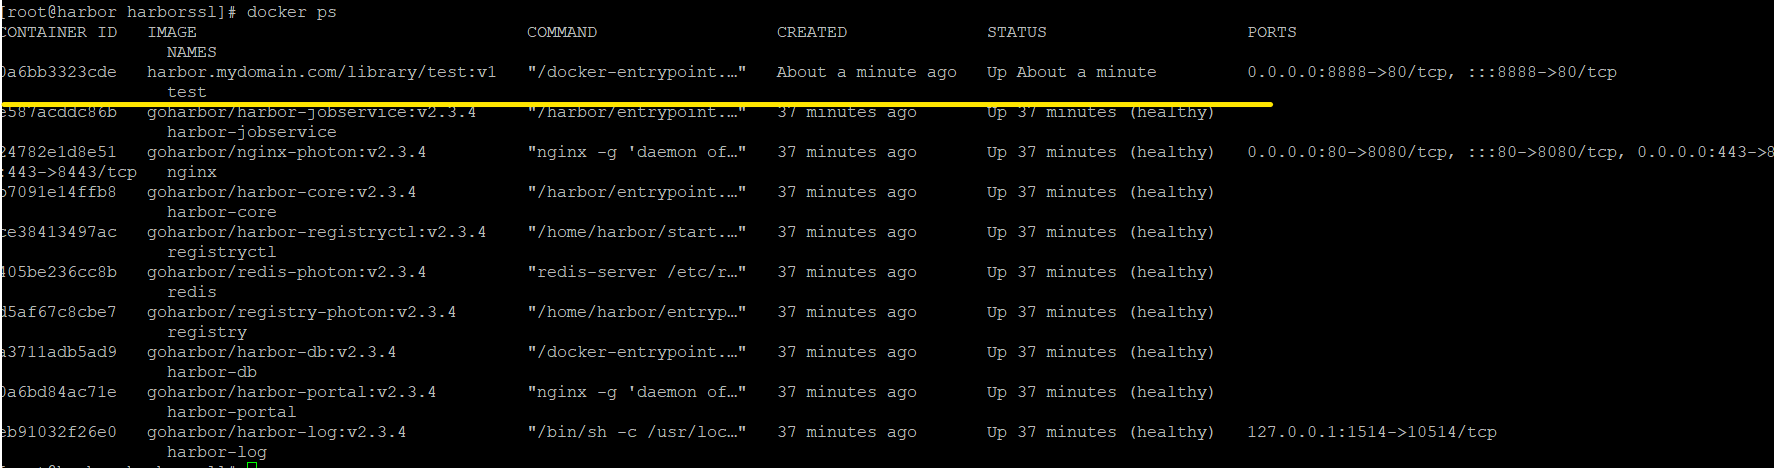 [root@harbor harborssl]# docker ps
CONTAINER ID   IMAGE                                 COMMAND                  CREATED              STATUS                    PORTS
NAMES
0a6bb3323cde   harbor.mydomain.com/library/test:v1   "/docker-entrypoint.…"   About a minute ago   Up About a minute         0.0.0.0:8888->80/tcp, :::8888->80/tcp
test
e587acddc86b   goharbor/harbor-jobservice:v2.3.4     "/harbor/entrypoint.…"   37 minutes ago       Up 37 minutes (healthy)
harbor-jobservice
24782e1d8e51   goharbor/nginx-photon:v2.3.4          "nginx -g 'daemon of…"   37 minutes ago       Up 37 minutes (healthy)   0.0.0.0:80->8080/tcp, :::80->8080/tcp, 0.0.0.0:443->8
:443->8443/tcp   nginx
b7091e14ffb8   goharbor/harbor-core:v2.3.4           "/harbor/entrypoint.…"   37 minutes ago       Up 37 minutes (healthy)
harbor-core
ce38413497ac   goharbor/harbor-registryctl:v2.3.4    "/home/harbor/start.…"   37 minutes ago       Up 37 minutes (healthy)
registryctl
405be236cc8b   goharbor/redis-photon:v2.3.4          "redis-server /etc/r…"   37 minutes ago       Up 37 minutes (healthy)
redis
d5af67c8cbe7   goharbor/registry-photon:v2.3.4       "/home/harbor/entryp…"   37 minutes ago       Up 37 minutes (healthy)
registry
a3711adb5ad9   goharbor/harbor-db:v2.3.4             "/docker-entrypoint.…"   37 minutes ago       Up 37 minutes (healthy)
harbor-db
0a6bd84ac71e   goharbor/harbor-portal:v2.3.4         "nginx -g 'daemon of…"   37 minutes ago       Up 37 minutes (healthy)
harbor-portal
eb91032f26e0   goharbor/harbor-log:v2.3.4            "/bin/sh -c /usr/loc…"   37 minutes ago       Up 37 minutes (healthy)   127.0.0.1:1514->10514/tcp
harbor-log